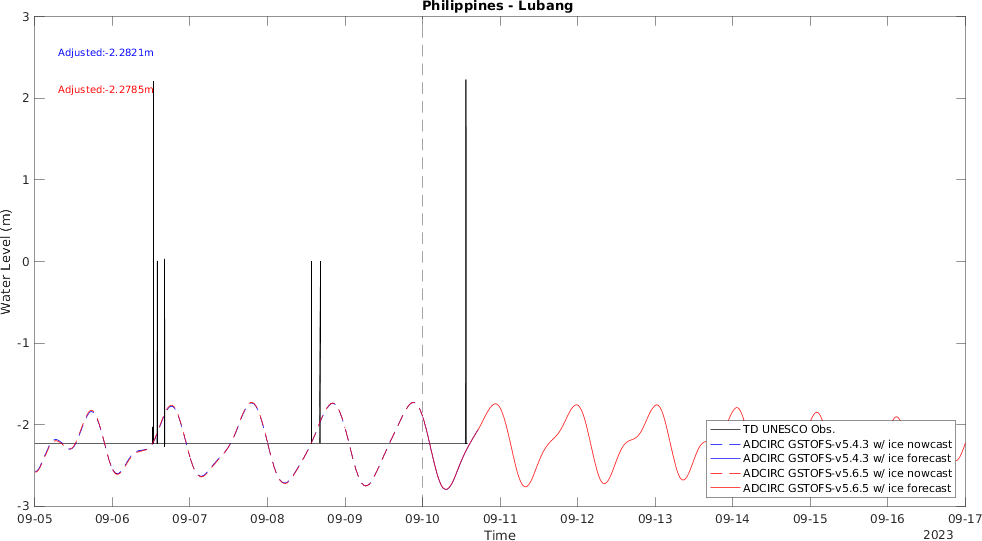 Philippines - Lubang
3
Adjusted:-2.2821m
Adjusted:-2.2785m
2
1
0
-1
-2
-3
Water Level (m)
TD UNESCO Obs.
ADCIRC GSTOFS-v5.4.3 w/ ice nowcast
ADCIRC GSTOFS-v5.4.3 w/ ice forecast
ADCIRC GSTOFS-v5.6.5 w/ ice nowcast
ADCIRC GSTOFS-v5.6.5 w/ ice forecast
09-05 09-06 09-07 09-08 09-09 09-10 09-11 09-12 09-13 09-14 09-15 09-16 09-17
Time
2023